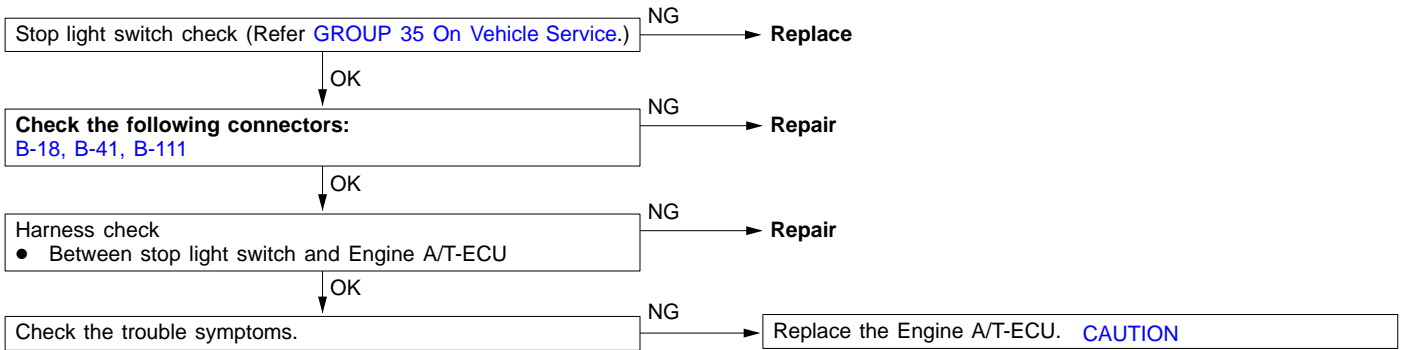 Stop light switch check (Refer GROUP 35 On Vehicle Service.)
NG
Replace
OK
Check the following connectors:
B-18, B-41, B-111
NG
Repair
OK
Harness check
● Between stop light switch and Engine A/T-ECU
NG
Repair
OK
Check the trouble symptoms.
NG
Replace the Engine A/T-ECU. CAUTION